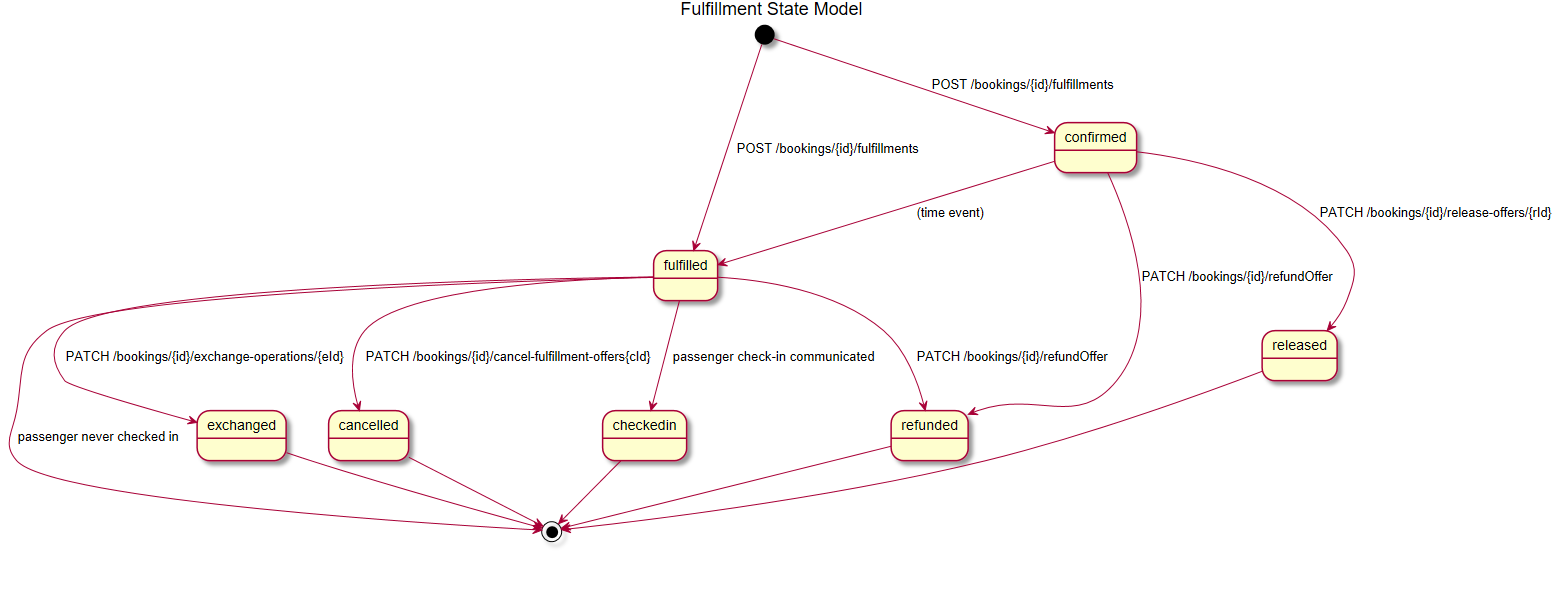 Fulfillment State Model
POST /bookings/{id}/fulfillments
confirmed
POST /bookings/{id}/fulfillments
(time event)
PATCH /bookings/{id}/release-offers/{rId}
fulfilled
PATCH /bookings/{id}/refundOffer
released
PATCH /bookings/{id}/exchange-operations/{eId}
PATCH /bookings/{id}/cancel-fulfillment-offers{cId}
passenger check-in communicated
PATCH /bookings/{id}/refundOffer
passenger never checked in
exchanged
cancelled
checkedin
refunded